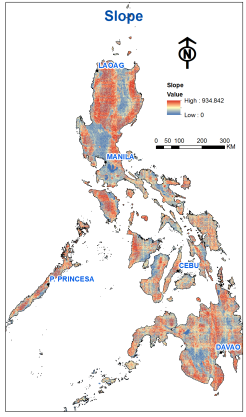 Slope
LAOAG
N
Slope
Value
High : 934.842
Low : 0
0 50 100 200 300
KM
MANILA
CEBU
P. PRINCESA
DAVAO